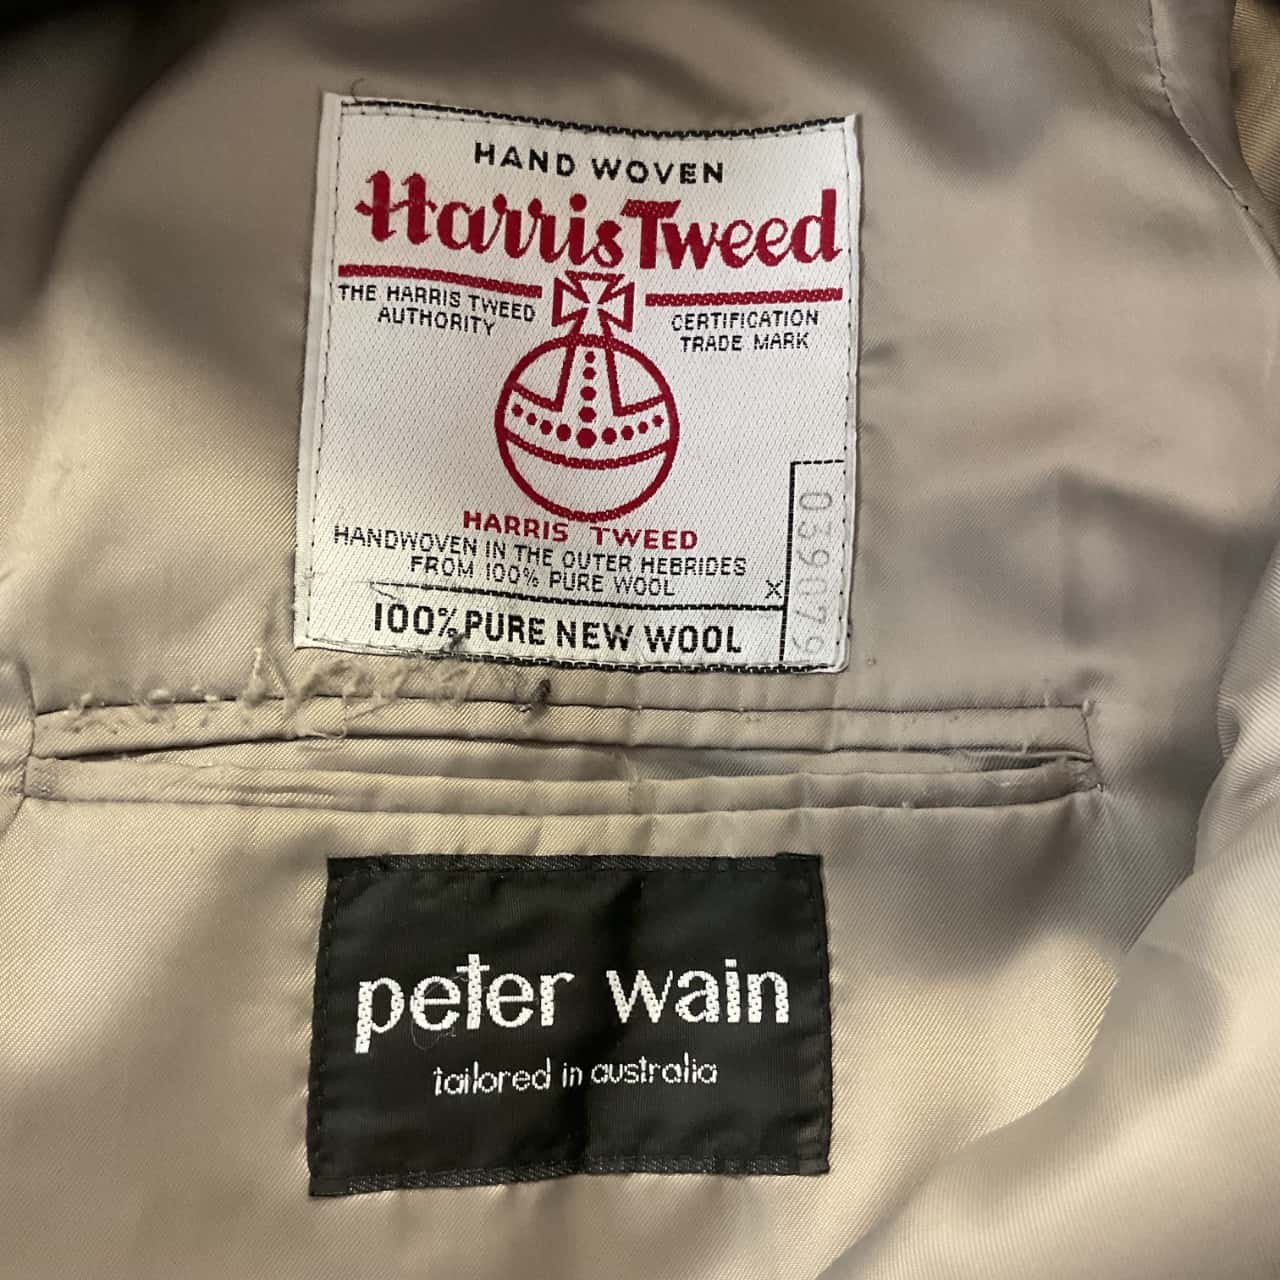 HAND WOVEN
Harris Tweed
THE HARRIS TWEED
AUTHORITY
CERTIFICATION
TRADE MARK
HARRIS TWEED
HANDWOVEN IN THE OUTER HEBRIDES
FROM 100% PURE WOOL
X
100% PURE NEW WOOL
039079
peter wain
tailored in australia